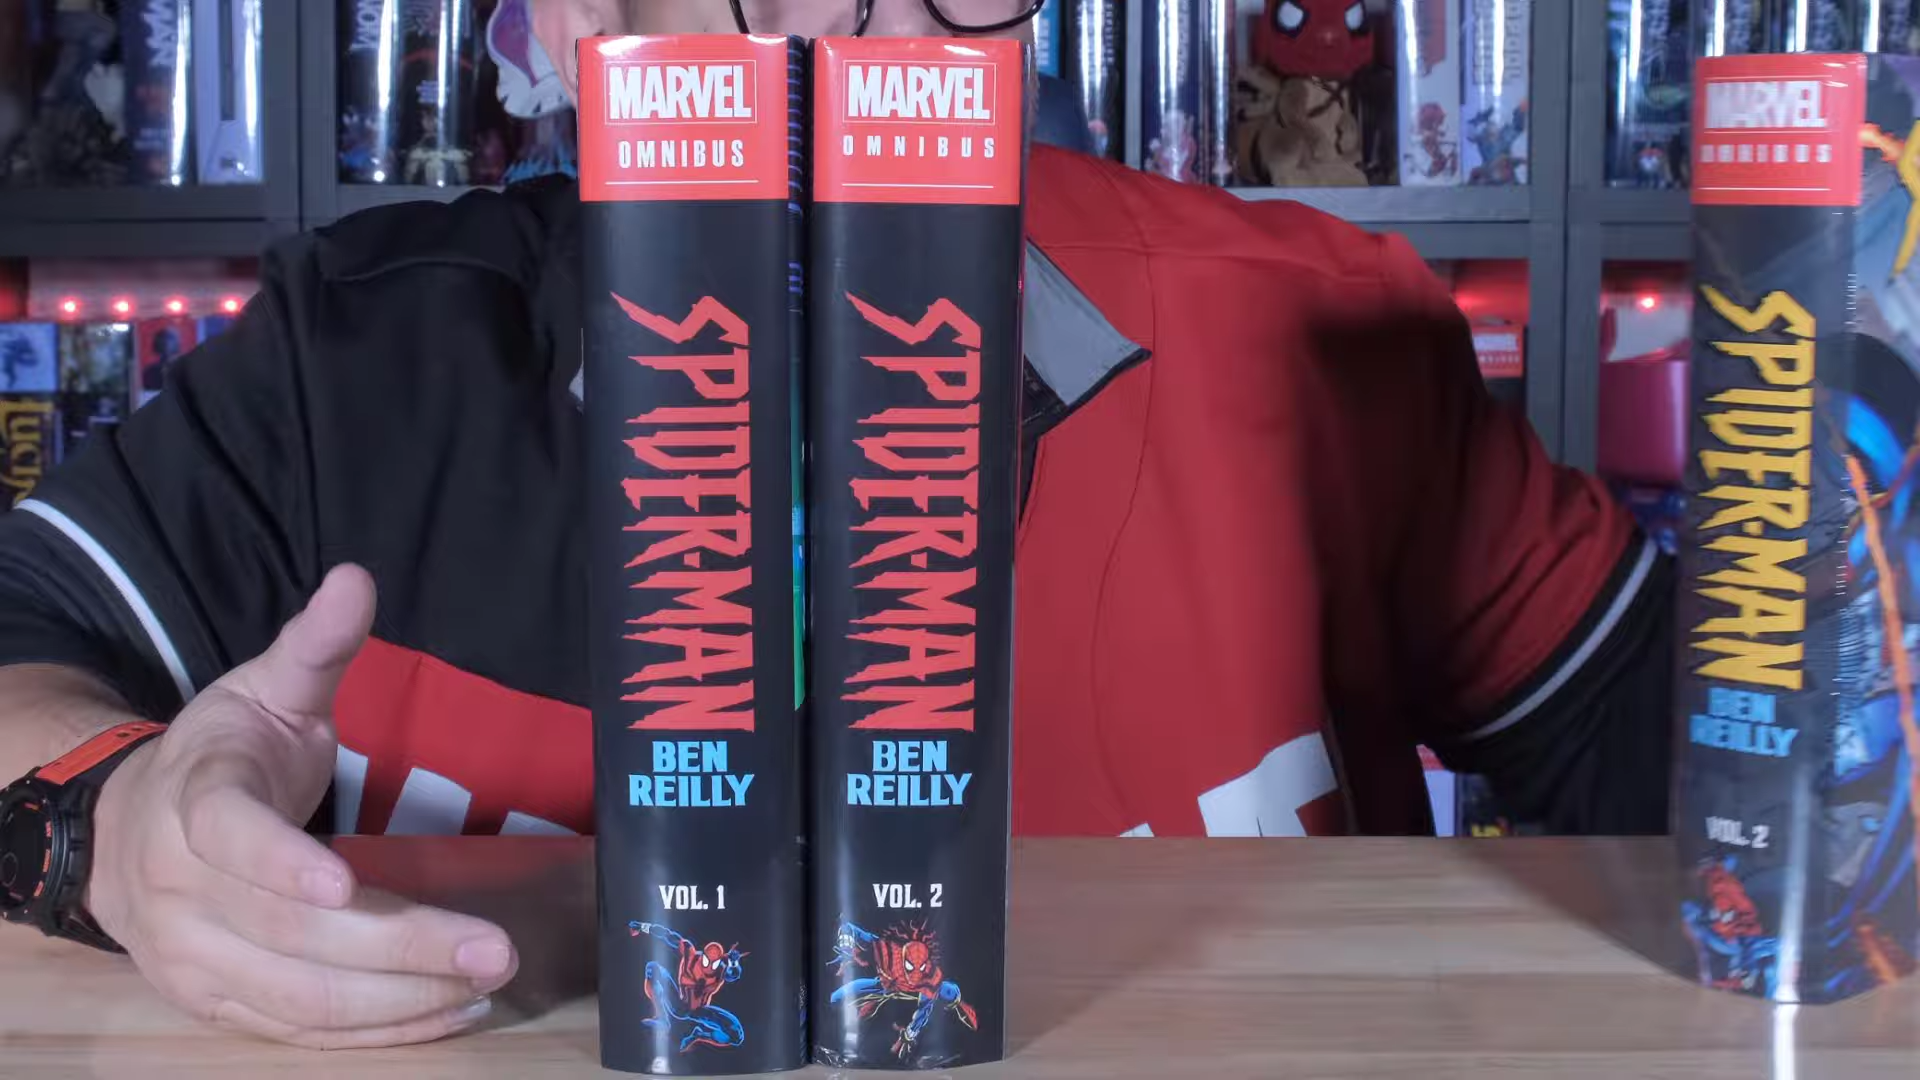 MARVEL
OMNIBUS
SPIDER-MAN
BEN
REILLY
VOL. 1
MARVEL
OMNIBUS
SPIDER-MAN
BEN
REILLY
VOL. 2
MARVEL
OMNIBUS
SPIDER-MAN
BEN
REILLY
VOL. 2